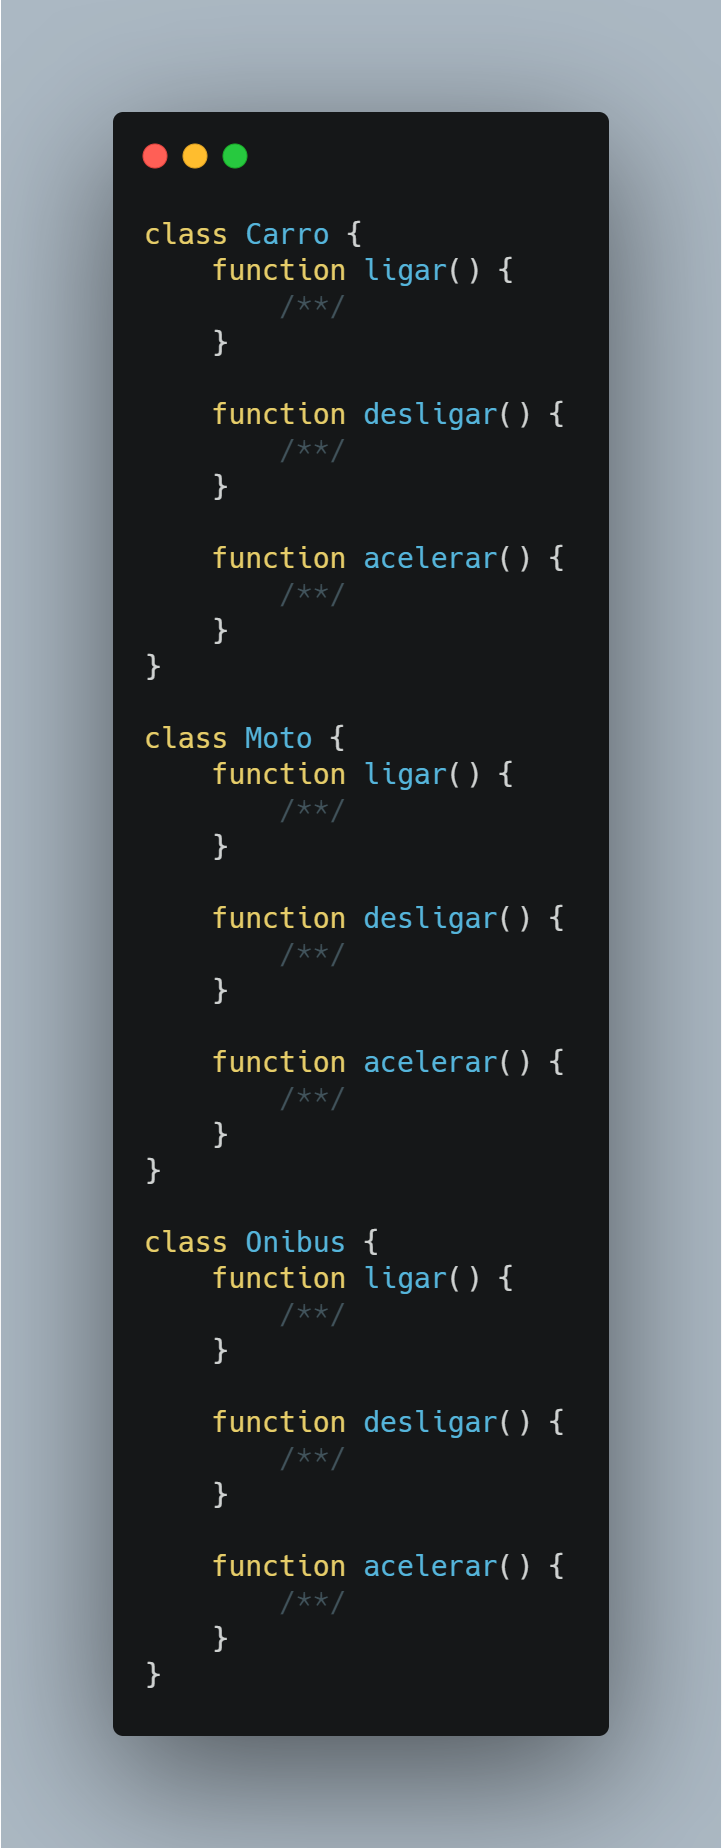 class Carro {
    function ligar() {
        /**/
    }

    function desligar() {
        /**/
    }

    function acelerar() {
        /**/
    }
}

class Moto {
    function ligar() {
        /**/
    }

    function desligar() {
        /**/
    }

    function acelerar() {
        /**/
    }
}

class Onibus {
    function ligar() {
        /**/
    }

    function desligar() {
        /**/
    }

    function acelerar() {
        /**/
    }
}